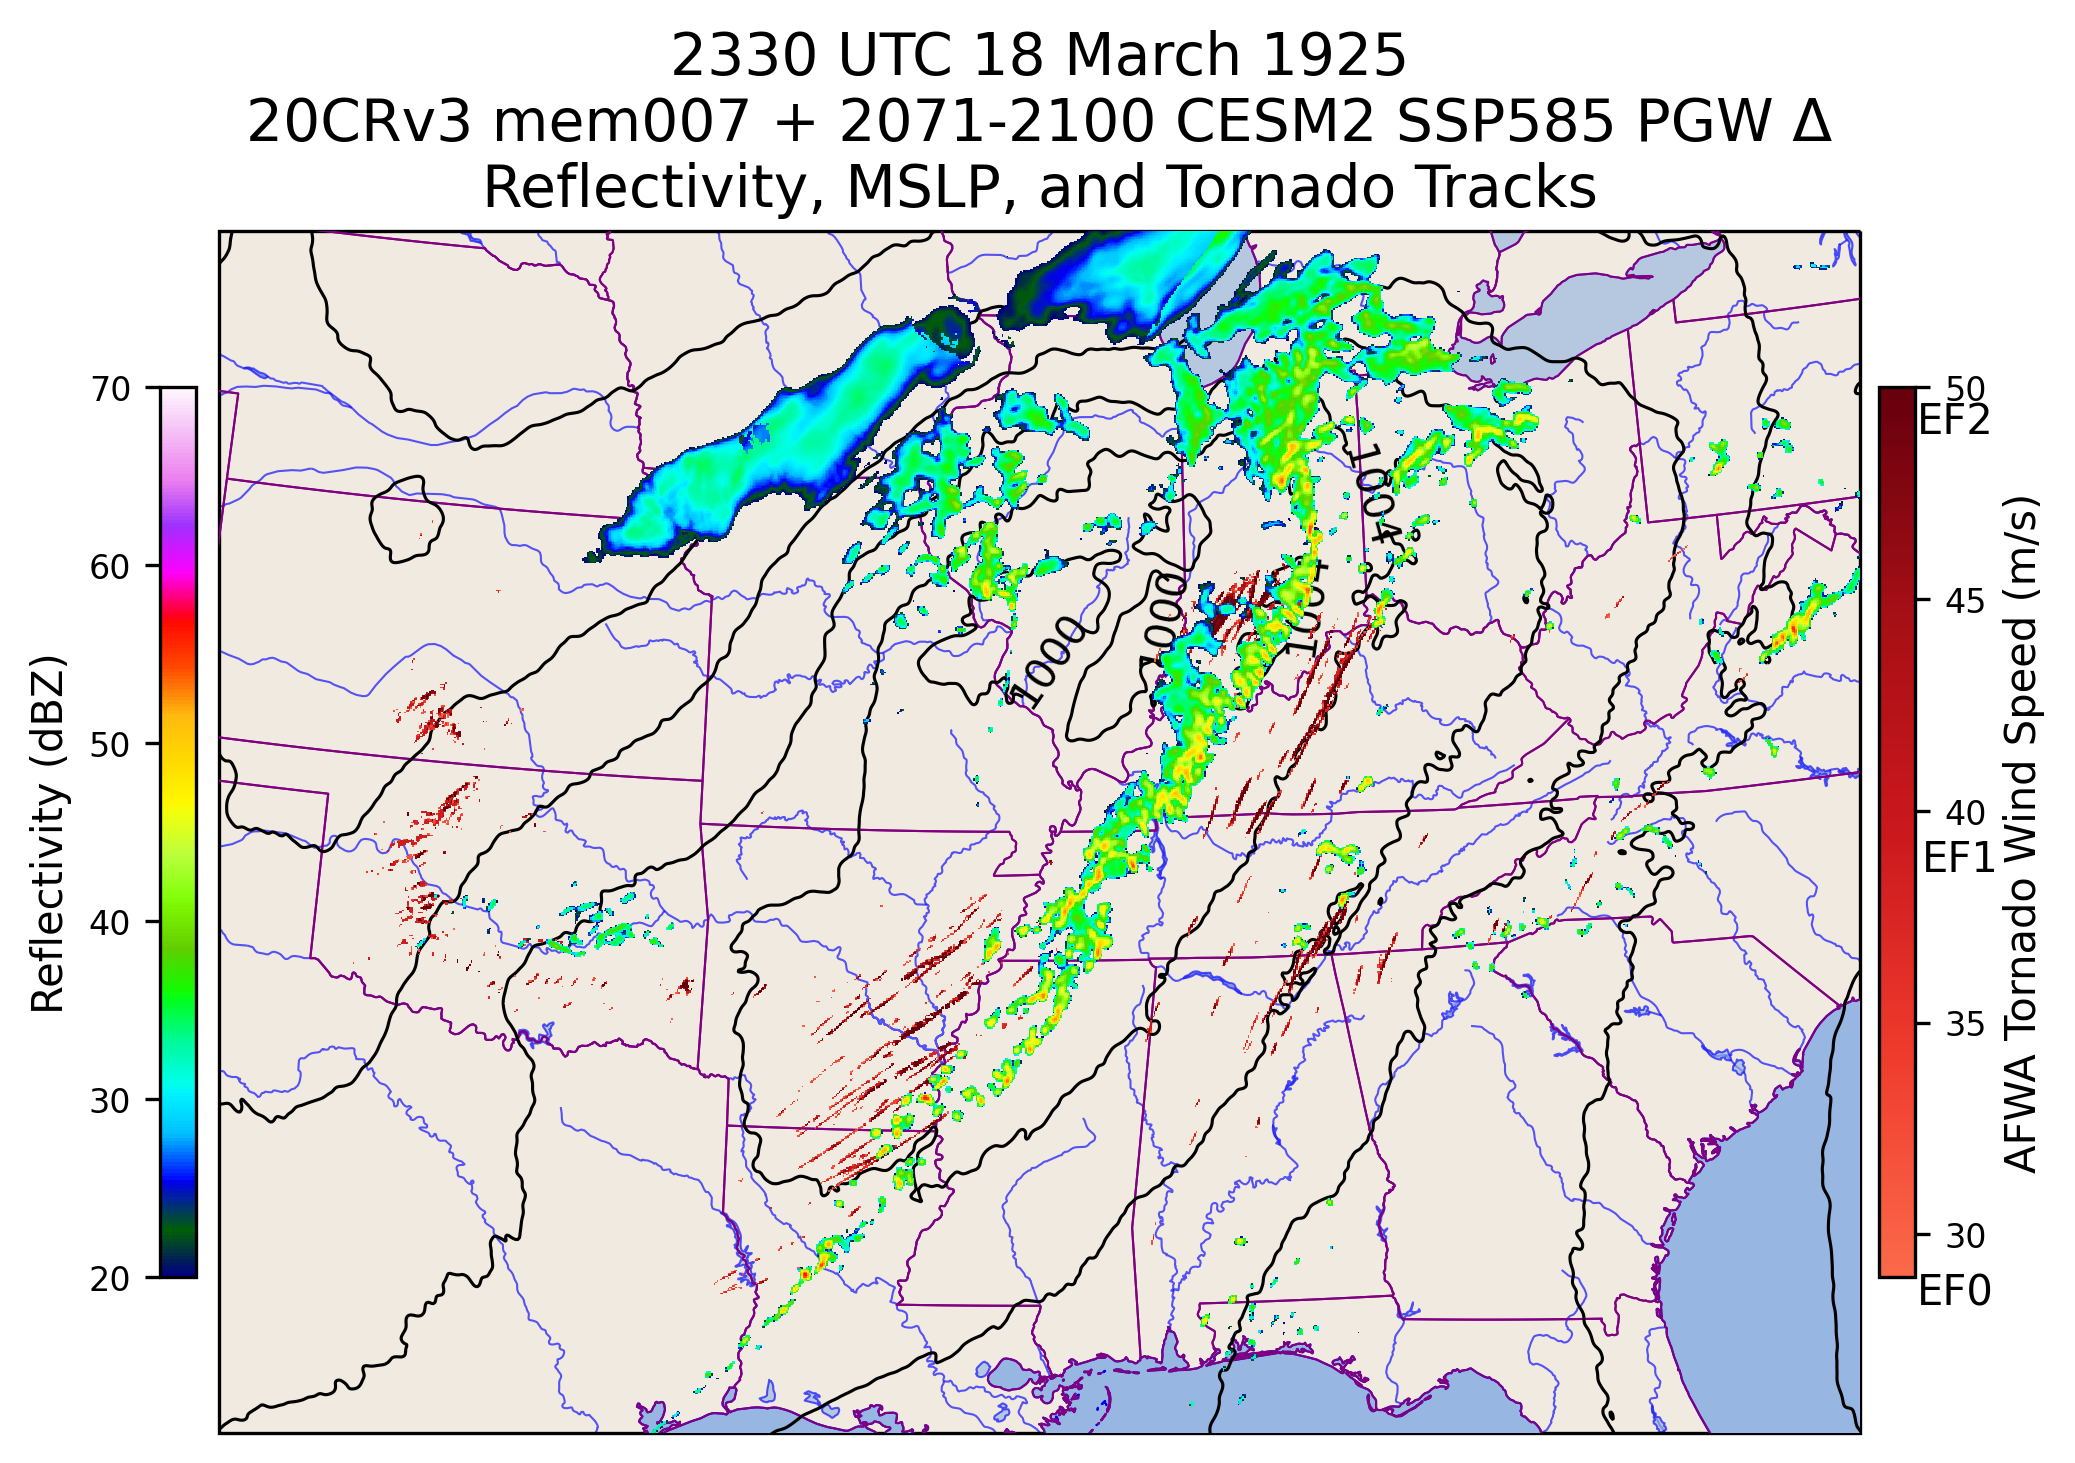 2330 UTC 18 March 1925
20CRv3 mem007 + 2071-2100 CESM2 SSP585 PGW Δ
Reflectivity, MSLP, and Tornado Tracks
70
60
50
40
30
20
Reflectivity (dBZ)
1004
1004
1000
1000
50
EF2
45
40
EF1
35
30
EF0
AFWA Tornado Wind Speed (m/s)